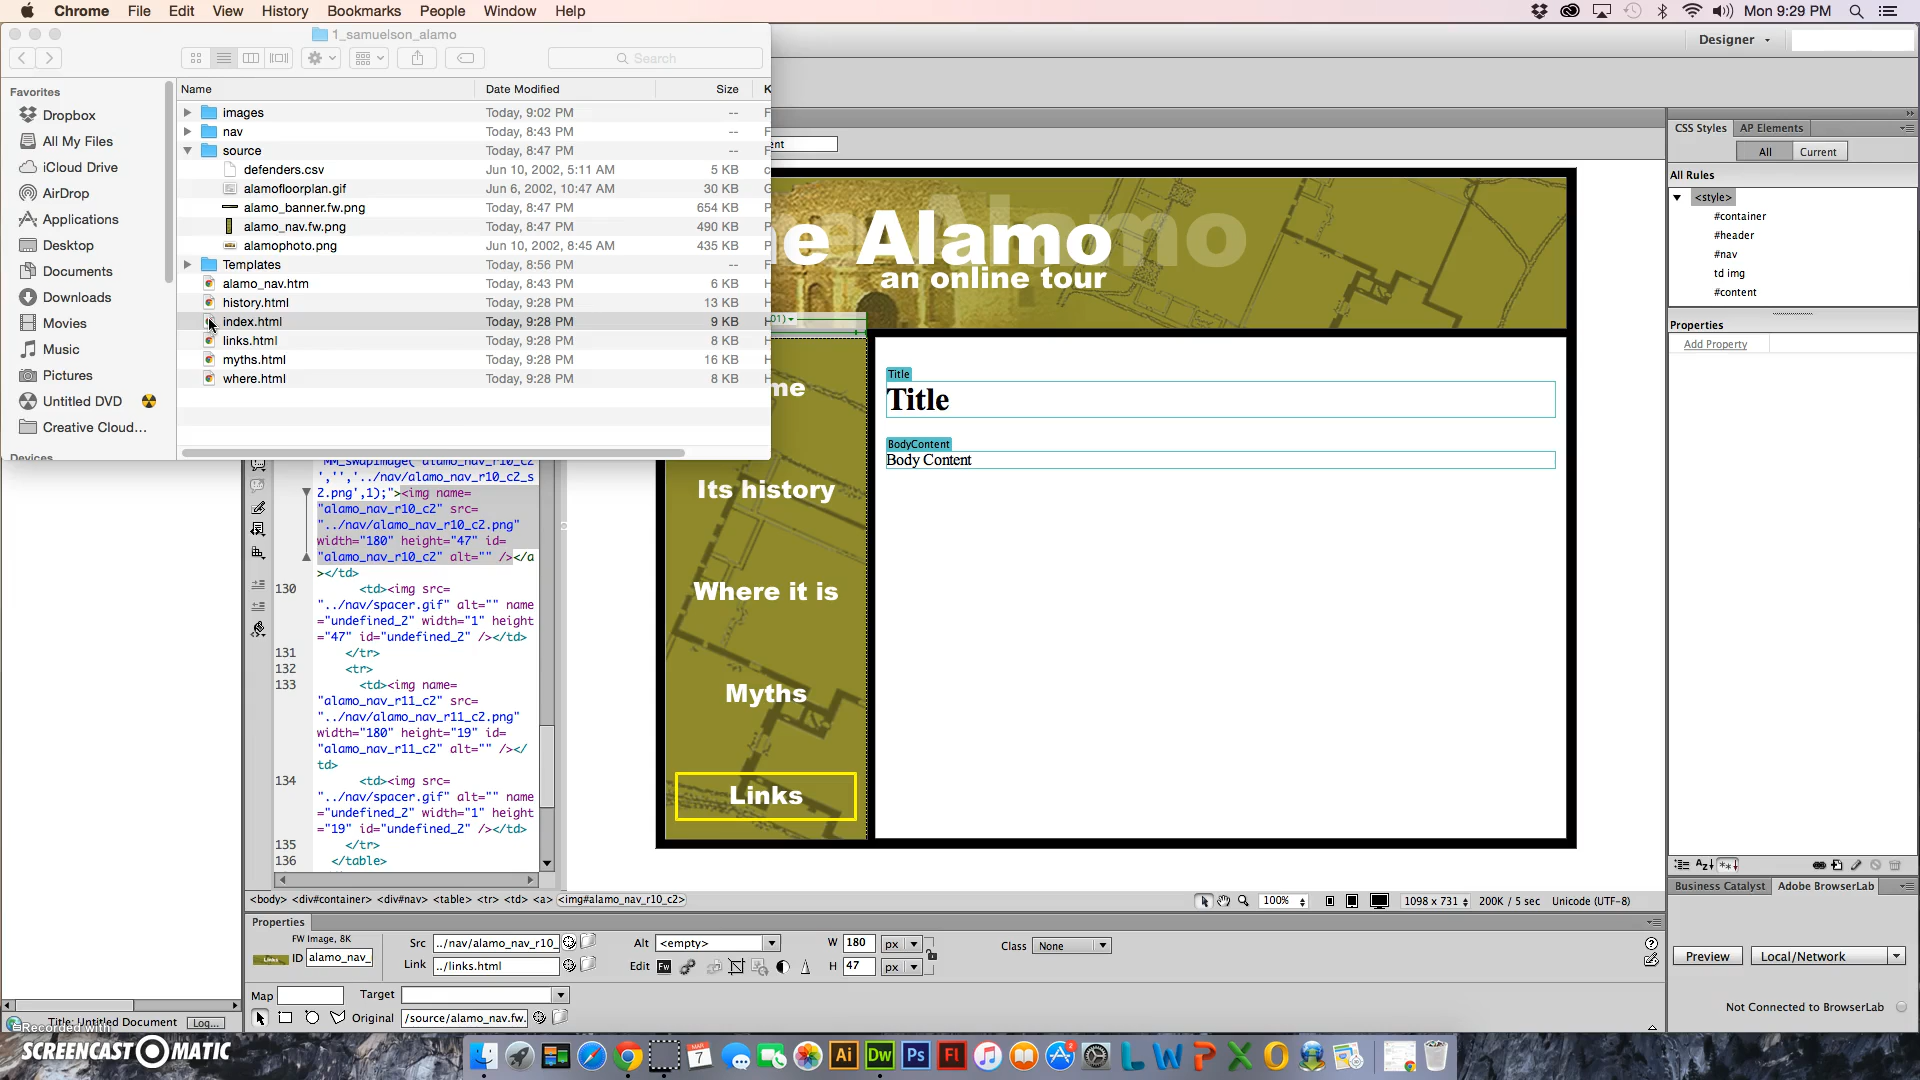 Chrome File Edit View History Bookmarks People Window Help Mon 9:29 PM
1_samuelson_alamo
Designer
Search
Favorites
Dropbox
All My Files
iCloud Drive
AirDrop
Applications
Desktop
Documents
Downloads
Movies
Music
Pictures
Untitled DVD
Creative Cloud...
Devices
Name Date Modified Size K
images Today, 9:02 PM -- F
nav Today, 8:43 PM -- F
source Today, 8:47 PM -- F
defenders.csv Jun 10, 2002, 5:11 AM 5 KB c
alamofloorplan.gif Jun 6, 2002, 10:47 AM 30 KB G
alamo_banner.fw.png Today, 8:47 PM 654 KB F
alamo_nav.fw.png Today, 8:47 PM 490 KB F
alamophoto.png Jun 10, 2002, 8:45 AM 435 KB F
Templates Today, 8:56 PM -- F
alamo_nav.htm Today, 8:43 PM 6 KB H
history.html Today, 9:28 PM 13 KB H
index.html Today, 9:28 PM 9 KB H
links.html Today, 9:28 PM 8 KB H
myths.html Today, 9:28 PM 16 KB H
where.html Today, 9:28 PM 8 KB H
ent
e Alamo
an online tour
01)
me
Its history
Where it is
Myths
Links
Title
Title
BodyContent
Body Content
MM_swapImage('alamo_nav_r10_c2
','','../nav/alamo_nav_r10_c2_s
2.png',1);"><img name=
"alamo_nav_r10_c2" src=
"../nav/alamo_nav_r10_c2.png"
width="180" height="47" id=
"alamo_nav_r10_c2" alt="" /></a
></td>
130 <td><img src=
"../nav/spacer.gif" alt="" name
="undefined_2" width="1" height
="47" id="undefined_2" /></td>
131 </tr>
132 <tr>
133 <td><img name=
"alamo_nav_r11_c2" src=
"../nav/alamo_nav_r11_c2.png"
width="180" height="19" id=
"alamo_nav_r11_c2" alt="" /></
td>
134 <td><img src=
"../nav/spacer.gif" alt="" name
="undefined_2" width="1" height
="19" id="undefined_2" /></td>
135 </tr>
136 </table>
<body> <div#container> <div#nav> <table> <tr> <td> <a> <img#alamo_nav_r10_c2>
100% 1098 x 731 200K / 5 sec Unicode (UTF-8)
Properties
FW Image, 8K
ID alamo_nav_
Src ../nav/alamo_nav_r10_
Link ../links.html
Alt <empty>
Edit
W 180 px
H 47 px
Class None
Map
Target
Original /source/alamo_nav.fw.
Title: Untitled Document Log...
Recorded with
SCREENCAST O MATIC
CSS Styles AP Elements
All Current
All Rules
<style>
#container
#header
#nav
td img
#content
Properties
Add Property
Business Catalyst Adobe BrowserLab
Preview Local/Network
Not Connected to BrowserLab
MAR
7
Ai Dw Ps Fl
2